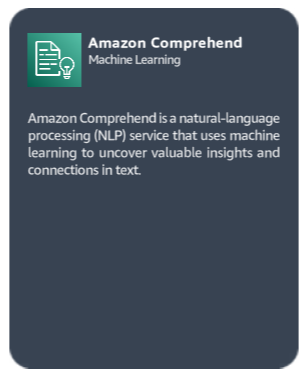 Amazon Comprehend
Machine Learning
Amazon Comprehend is a natural-language
processing (NLP) service that uses machine
learning to uncover valuable insights and
connections in text.